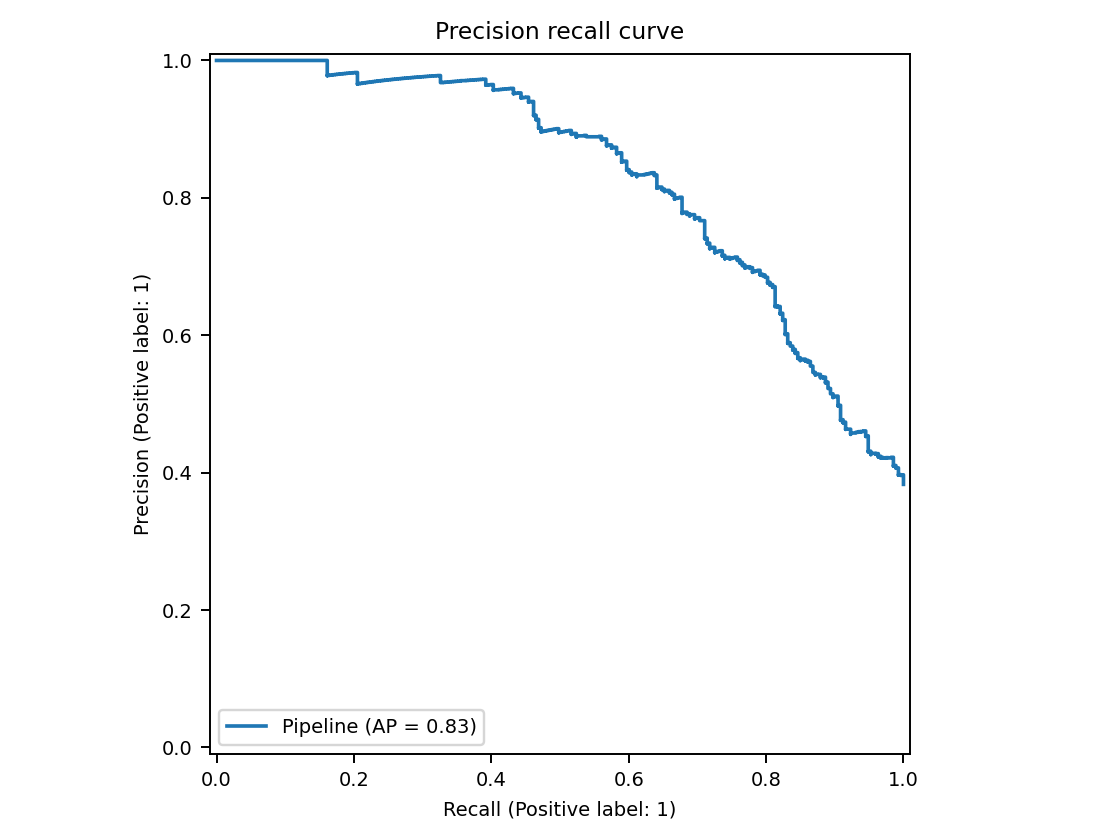 Precision recall curve
1.0
0.8
0.6
0.4
0.2
0.0
Precision (Positive label: 1)
Pipeline (AP = 0.83)
0.0 0.2 0.4 0.6 0.8 1.0
Recall (Positive label: 1)